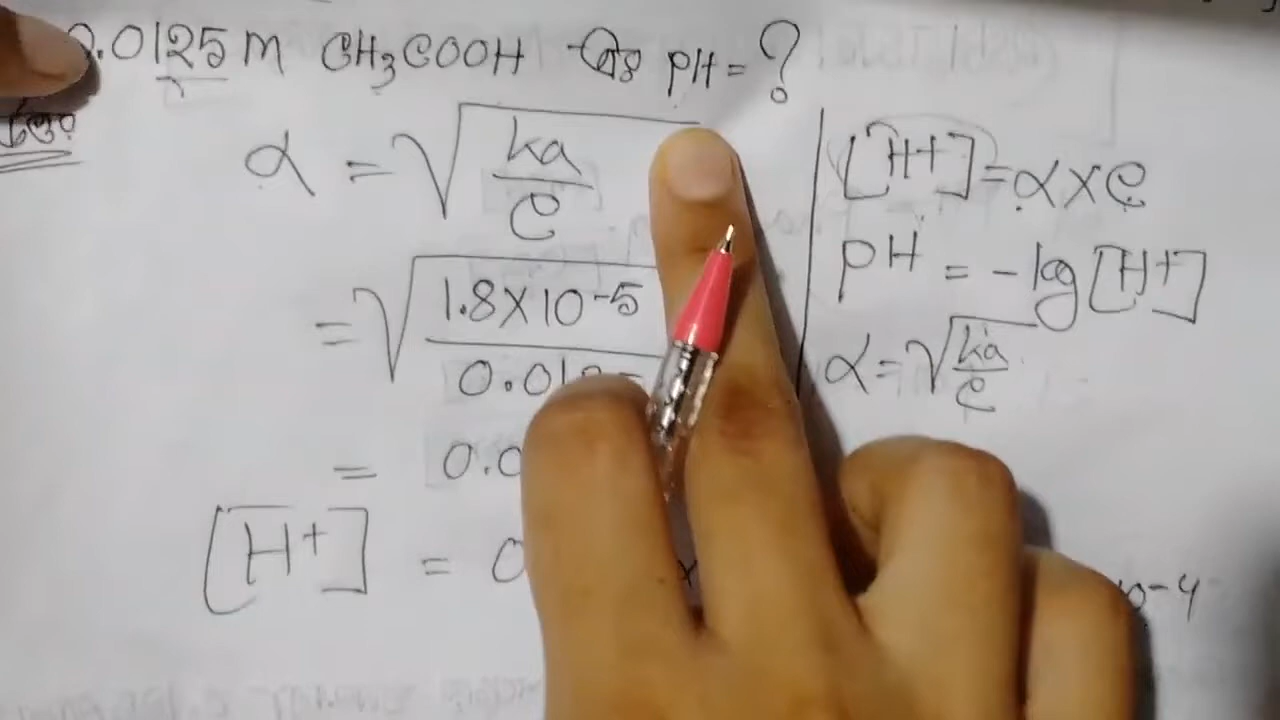 0.0125 M CH₃COOH এর pH = ?
α = √(ka/C)
= √(1.8×10⁻⁵/0.01
= 0.0
[H⁺] = 0 x 10⁻⁴
[H⁺] = α×C
pH = -log[H⁺]
α = √(ka/C)